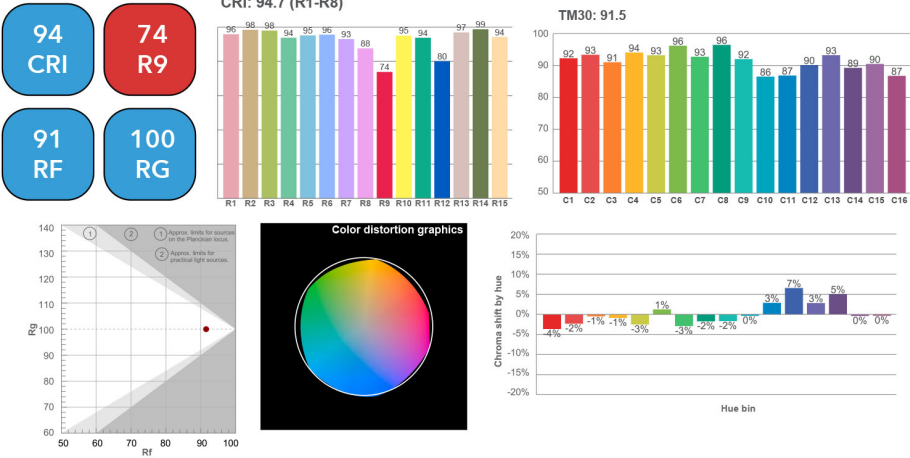 94
CRI
74
R9
91
RF
100
RG
CRI: 94.7 (R1-R8)
96 98 98 94 95 96 93 88 74 95 94 80 97 99 94
R1 R2 R3 R4 R5 R6 R7 R8 R9 R10 R11 R12 R13 R14 R15
TM30: 91.5
100
90
80
70
60
50
92 93 91 94 93 96 93 96 92 86 87 90 93 89 90 87
C1 C2 C3 C4 C5 C6 C7 C8 C9 C10 C11 C12 C13 C14 C15 C16
140
130
120
110
100
90
80
70
60
Rg
1 2
1 Approx. limits for sources
on the Planckian locus.
2 Approx. limits for
practical light sources.
50 60 70 80 90 100
Rf
Color distortion graphics
Chroma shift by hue
20%
15%
10%
5%
0%
-5%
-10%
-15%
-20%
-4% -2% -1% -1% -3% 1% -3% -2% -2% 0% 3% 7% 3% 5% 0% 0%
Hue bin